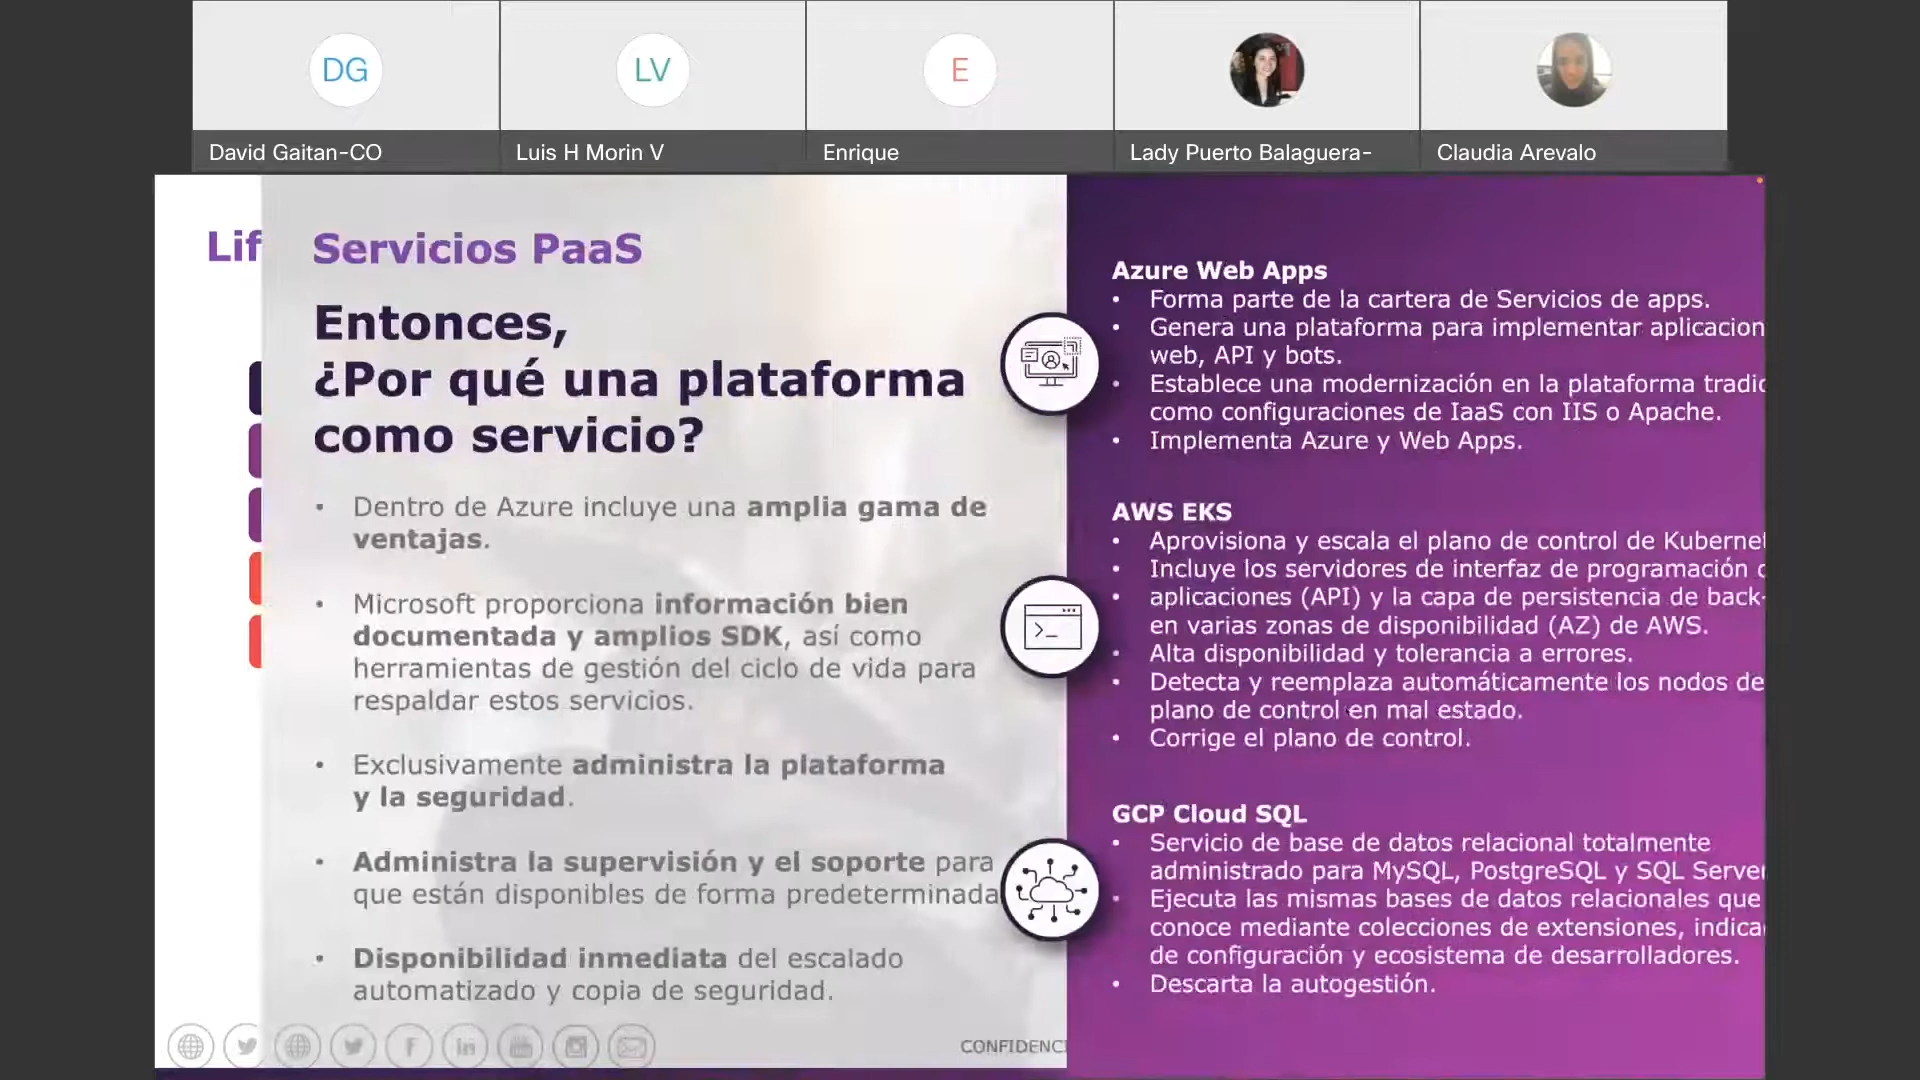 DG
LV
E
David Gaitan-CO
Luis H Morin V
Enrique
Lady Puerto Balaguera-
Claudia Arevalo
Lif
Servicios PaaS
Entonces,
¿Por qué una plataforma
como servicio?
• Dentro de Azure incluye una amplia gama de
ventajas.
• Microsoft proporciona información bien
documentada y amplios SDK, así como
herramientas de gestión del ciclo de vida para
respaldar estos servicios.
• Exclusivamente administra la plataforma
y la seguridad.
• Administra la supervisión y el soporte para
que están disponibles de forma predeterminada
• Disponibilidad inmediata del escalado
automatizado y copia de seguridad.
CONFIDENC
Azure Web Apps
• Forma parte de la cartera de Servicios de apps.
• Genera una plataforma para implementar aplicacion
web, API y bots.
• Establece una modernización en la plataforma tradic
como configuraciones de IaaS con IIS o Apache.
• Implementa Azure y Web Apps.
AWS EKS
• Aprovisiona y escala el plano de control de Kubernet
• Incluye los servidores de interfaz de programación d
• aplicaciones (API) y la capa de persistencia de back-
en varias zonas de disponibilidad (AZ) de AWS.
• Alta disponibilidad y tolerancia a errores.
• Detecta y reemplaza automáticamente los nodos de
plano de control en mal estado.
• Corrige el plano de control.
GCP Cloud SQL
• Servicio de base de datos relacional totalmente
administrado para MySQL, PostgreSQL y SQL Server
• Ejecuta las mismas bases de datos relacionales que
conoce mediante colecciones de extensiones, indica
de configuración y ecosistema de desarrolladores.
• Descarta la autogestión.